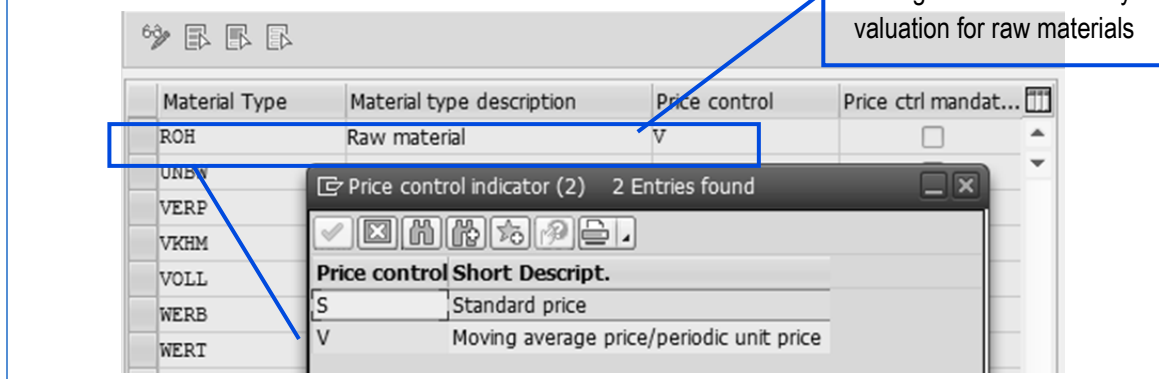 valuation for raw materials
Material Type Material type description Price control Price ctrl mandat...
ROH Raw material V
UNBW
VERP
VKHM
VOLL
WERB
WERT
Price control indicator (2) 2 Entries found
Price control Short Descript.
S Standard price
V Moving average price/periodic unit price